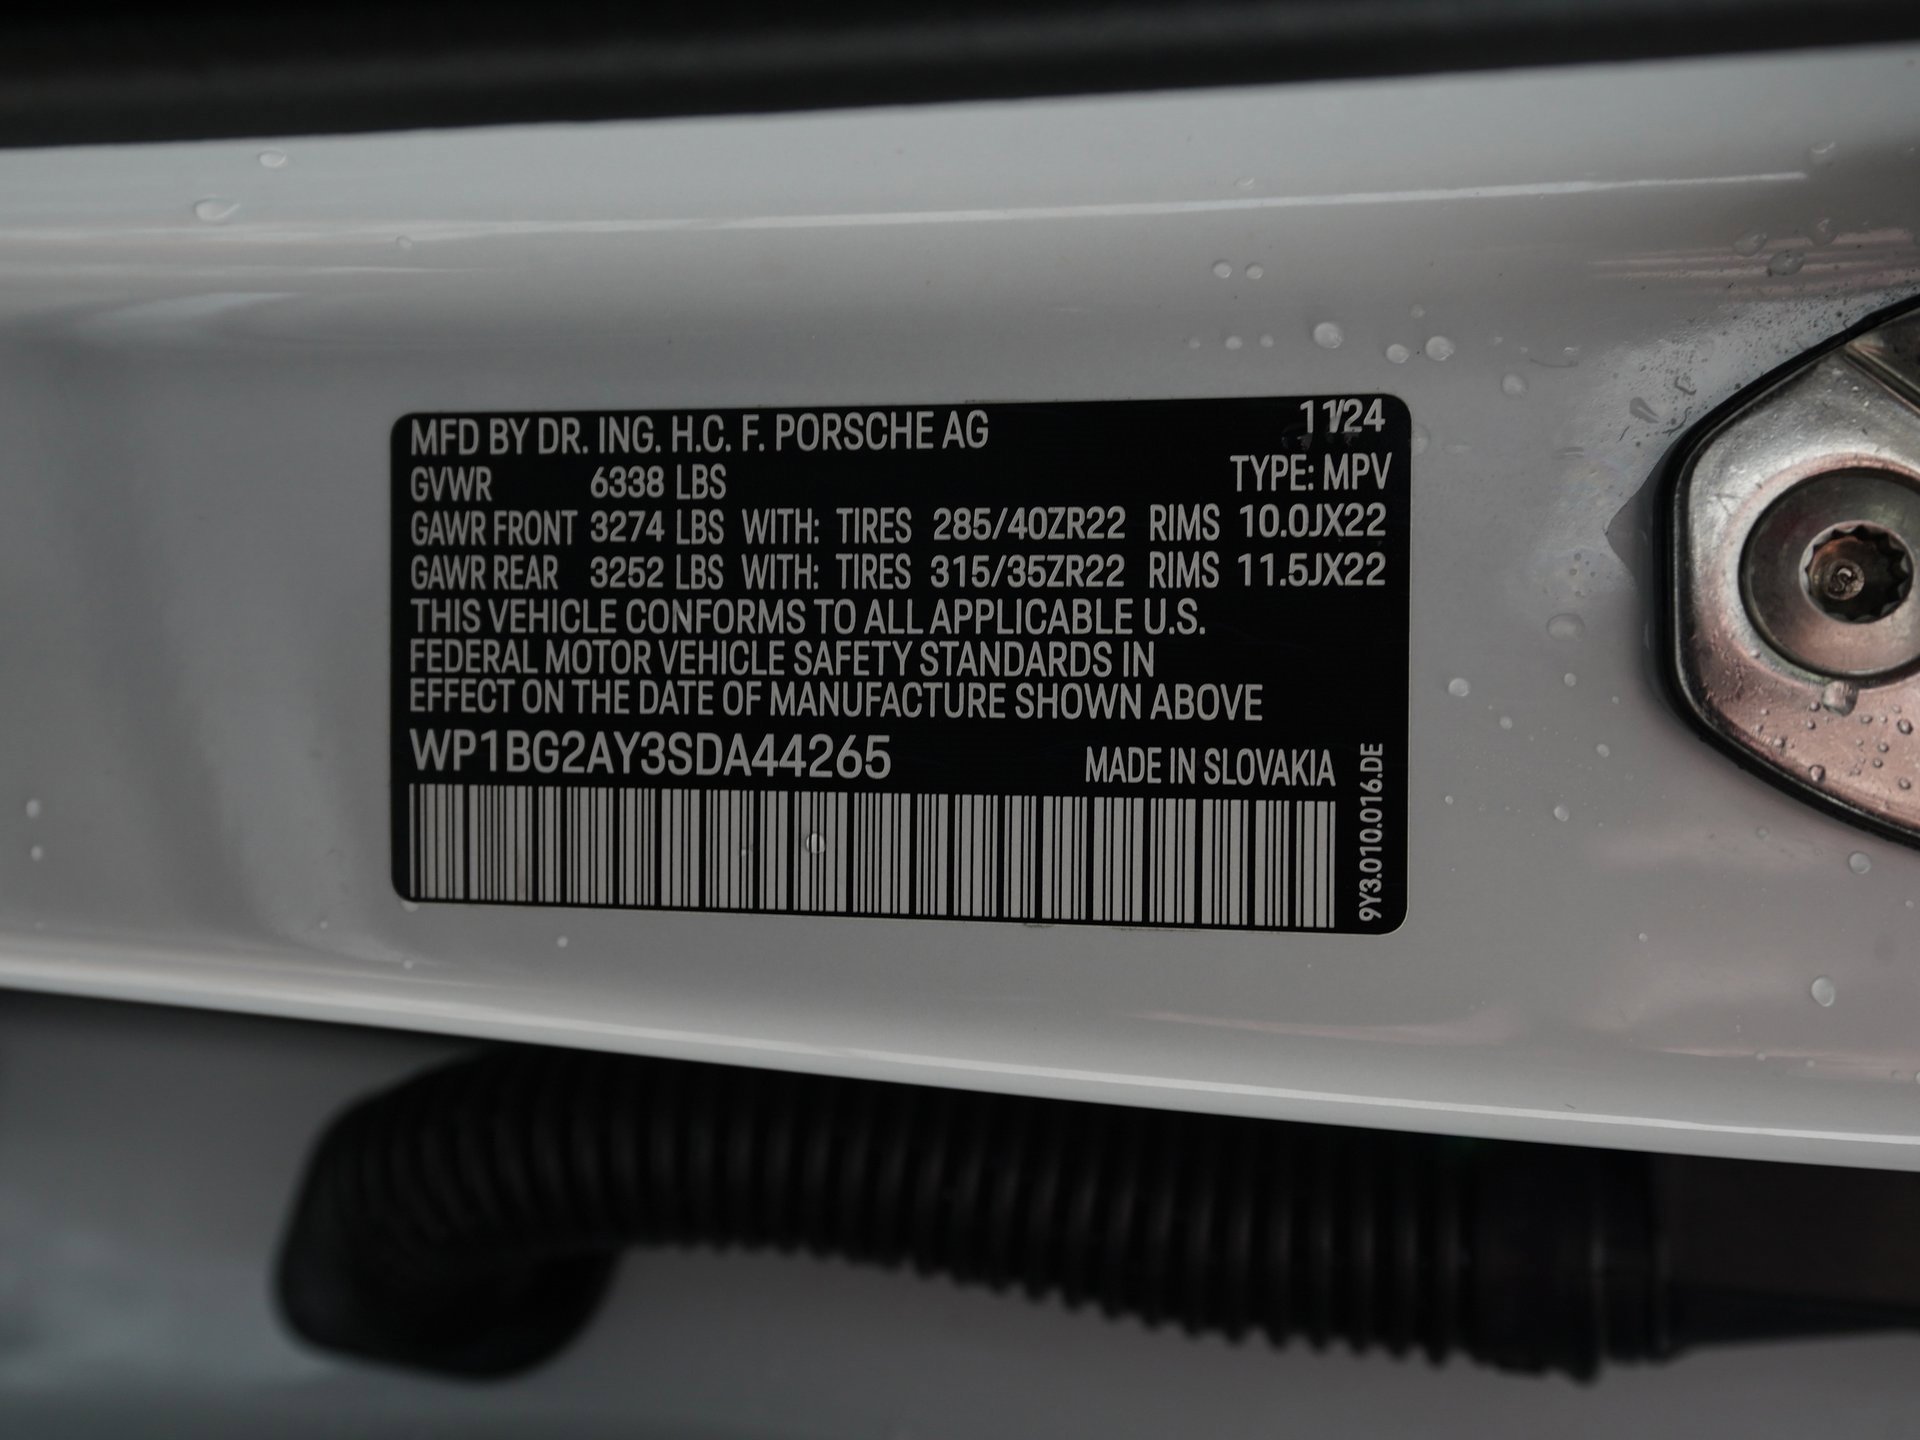 MFD BY DR. ING. H.C. F. PORSCHE AG 11/24
GVWR 6338 LBS TYPE: MPV
GAWR FRONT 3274 LBS WITH: TIRES 285/40ZR22 RIMS 10.0JX22
GAWR REAR 3252 LBS WITH: TIRES 315/35ZR22 RIMS 11.5JX22
THIS VEHICLE CONFORMS TO ALL APPLICABLE U.S.
FEDERAL MOTOR VEHICLE SAFETY STANDARDS IN
EFFECT ON THE DATE OF MANUFACTURE SHOWN ABOVE
WP1BG2AY3SDA44265 MADE IN SLOVAKIA
9Y3.010.016.DE